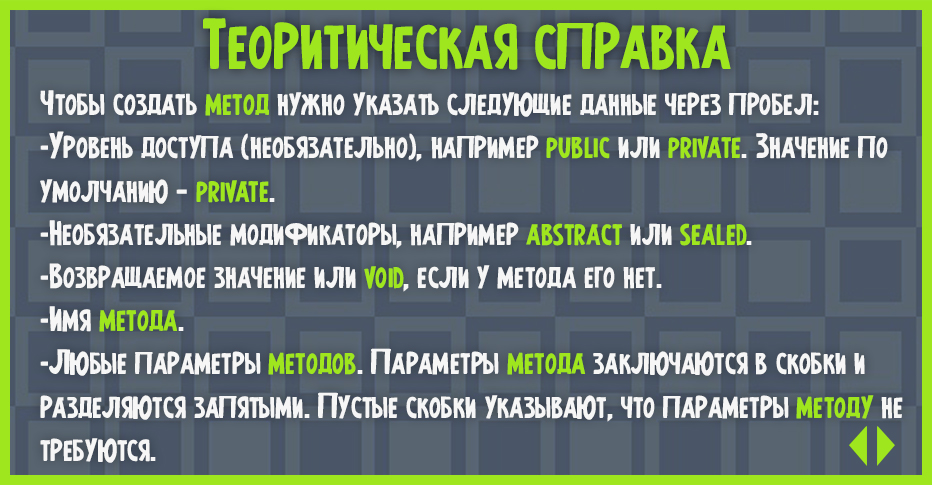 Теоритическая справка
Чтобы создать метод нужно указать следующие данные через пробел:
-Уровень доступа (необязательно), например public или private. Значение по
умолчанию - private.
-Необязательные модификаторы, например abstract или sealed.
-Возвращаемое значение или void, если у метода его нет.
-Имя метода.
-Любые параметры методов. Параметры метода заключаются в скобки и
разделяются запятыми. Пустые скобки указывают, что параметры методу не
требуются.